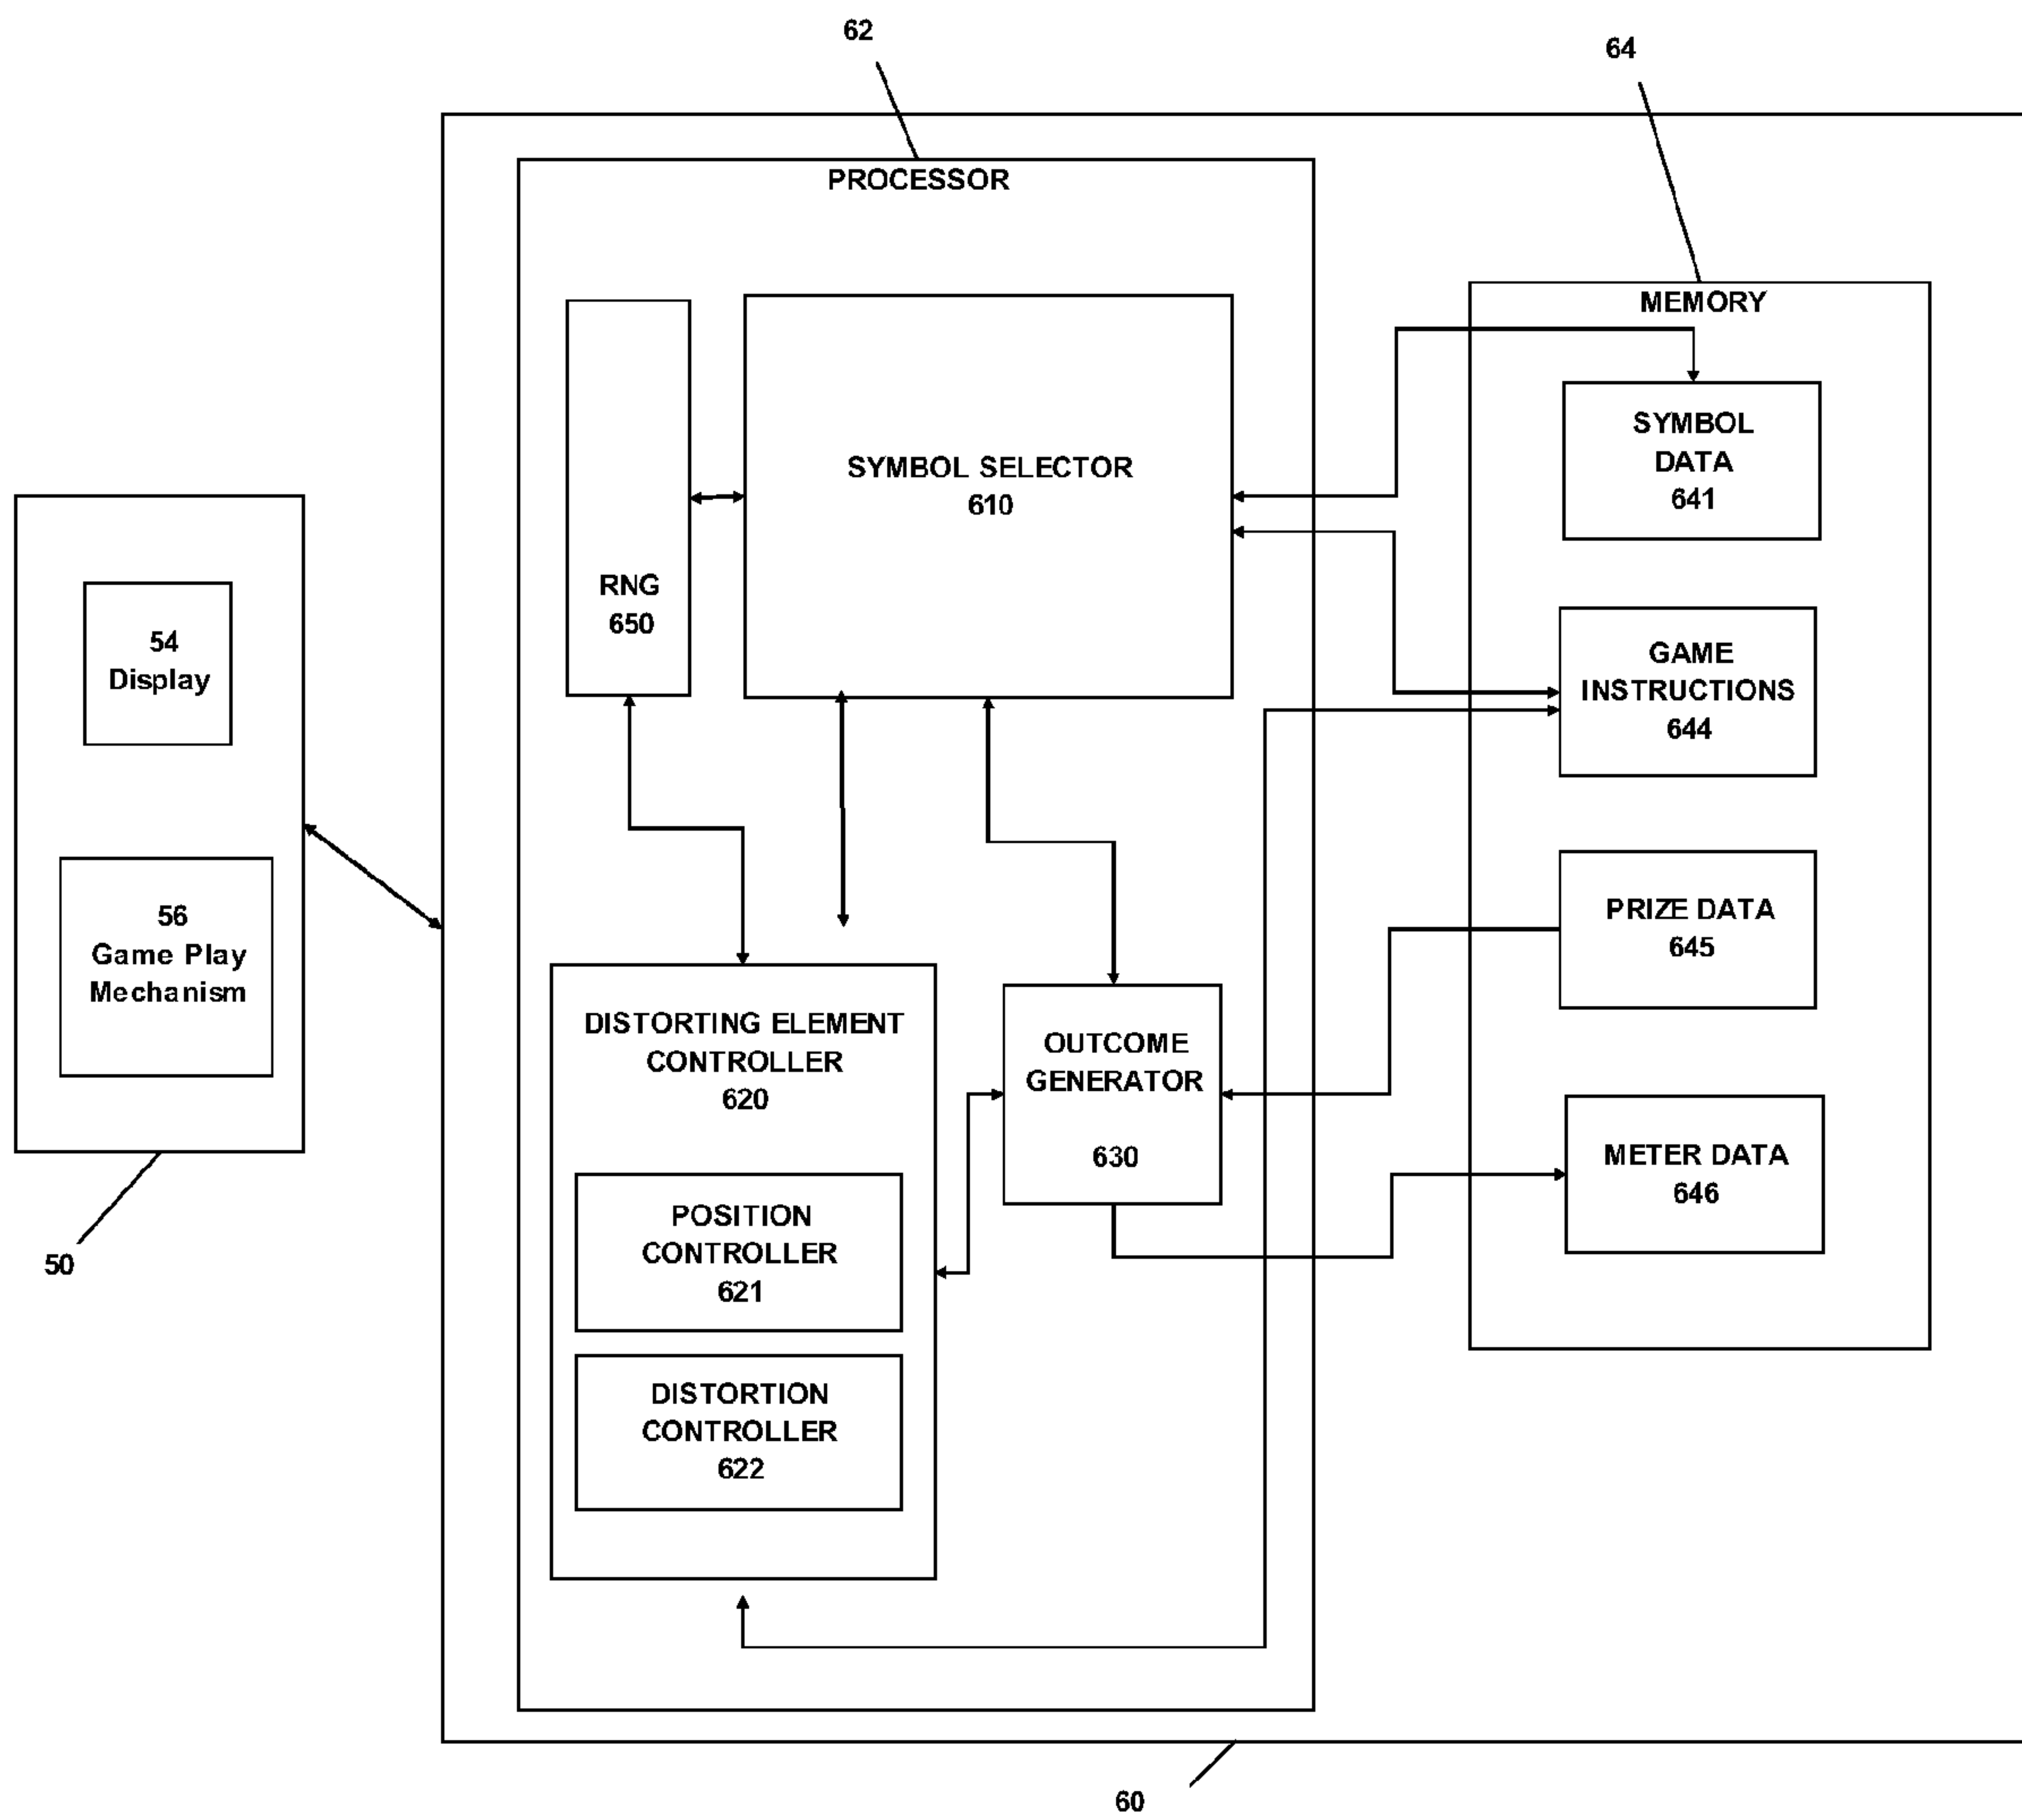 62
64
PROCESSOR
MEMORY
SYMBOL
DATA
641
SYMBOL SELECTOR
610
RNG
650
GAME
INSTRUCTIONS
644
54
Display
56
Game Play
Mechanism
50
PRIZE DATA
645
DISTORTING ELEMENT
CONTROLLER
620
OUTCOME
GENERATOR
630
METER DATA
646
POSITION
CONTROLLER
621
DISTORTION
CONTROLLER
622
60